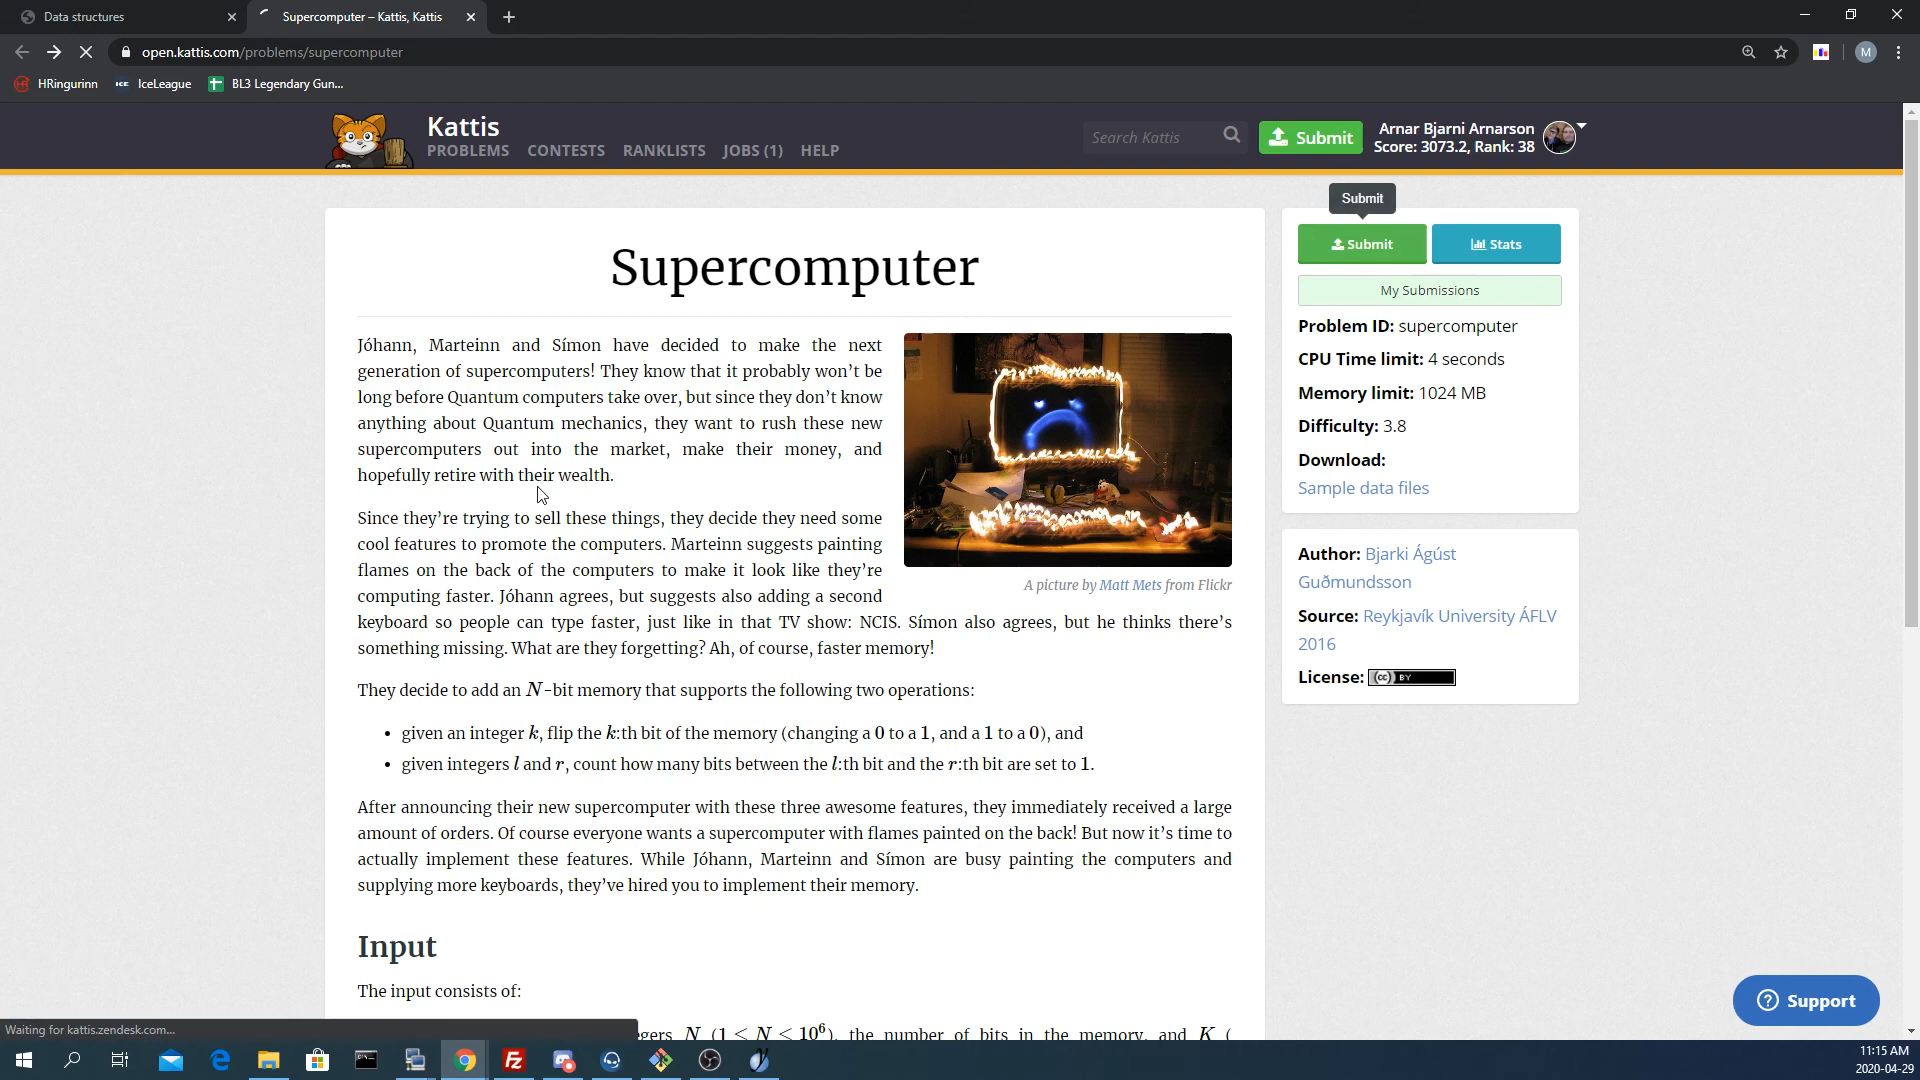 Data structures
Supercomputer – Kattis, Kattis
open.kattis.com/problems/supercomputer
M
HRingurinn
ICE IceLeague
BL3 Legendary Gun...
Kattis
PROBLEMS CONTESTS RANKLISTS JOBS (1) HELP
Search Kattis
Submit
Arnar Bjarni Arnarson
Score: 3073.2, Rank: 38
Submit
Submit
Stats
My Submissions
Problem ID: supercomputer
CPU Time limit: 4 seconds
Memory limit: 1024 MB
Difficulty: 3.8
Download:
Sample data files
Author: Bjarki Ágúst
Guðmundsson
Source: Reykjavík University ÁFLV
2016
License: (cc) BY
Supercomputer
Jóhann, Marteinn and Símon have decided to make the next
generation of supercomputers! They know that it probably won't be
long before Quantum computers take over, but since they don't know
anything about Quantum mechanics, they want to rush these new
supercomputers out into the market, make their money, and
hopefully retire with their wealth.
A picture by Matt Mets from Flickr
Since they're trying to sell these things, they decide they need some
cool features to promote the computers. Marteinn suggests painting
flames on the back of the computers to make it look like they're
computing faster. Jóhann agrees, but suggests also adding a second
keyboard so people can type faster, just like in that TV show: NCIS. Símon also agrees, but he thinks there's
something missing. What are they forgetting? Ah, of course, faster memory!
They decide to add an N-bit memory that supports the following two operations:
• given an integer k, flip the k:th bit of the memory (changing a 0 to a 1, and a 1 to a 0), and
• given integers l and r, count how many bits between the l:th bit and the r:th bit are set to 1.
After announcing their new supercomputer with these three awesome features, they immediately received a large
amount of orders. Of course everyone wants a supercomputer with flames painted on the back! But now it's time to
actually implement these features. While Jóhann, Marteinn and Símon are busy painting the computers and
supplying more keyboards, they've hired you to implement their memory.
Input
The input consists of:
gers N (1 ≤ N ≤ 10⁶), the number of bits in the memory, and K (
Support
Waiting for kattis.zendesk.com...
11:15 AM
2020-04-29